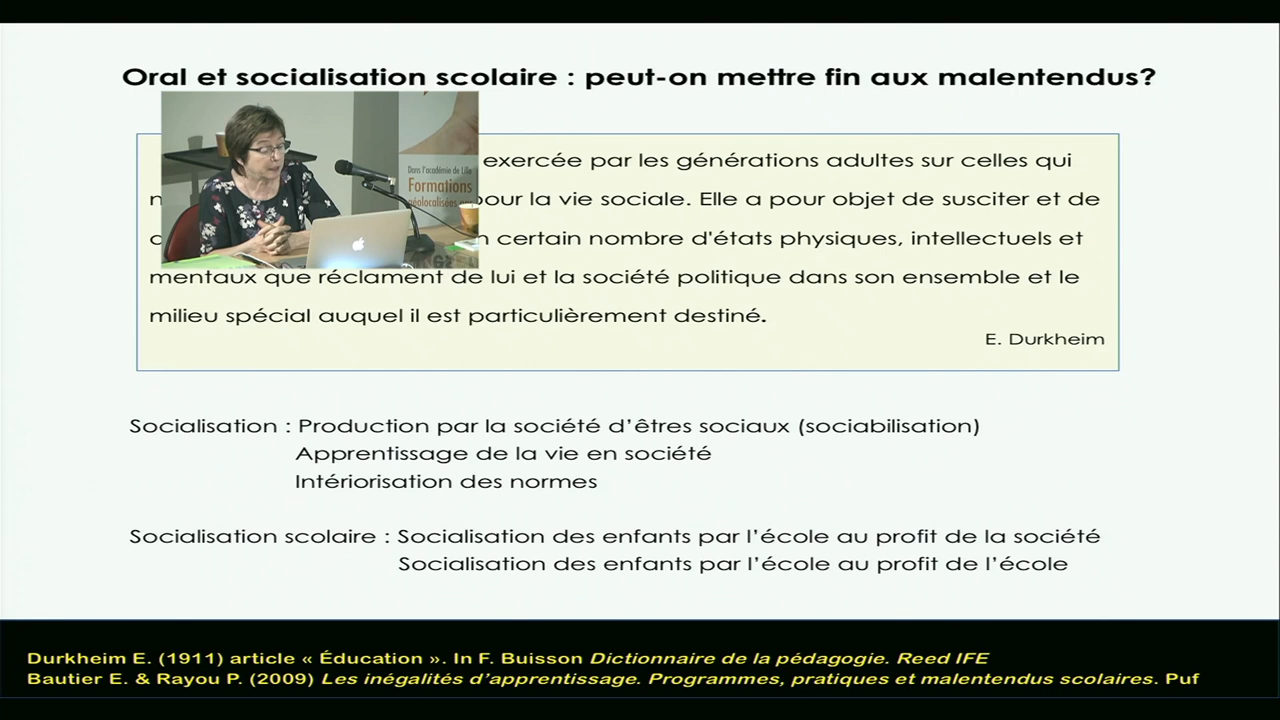 Oral et socialisation scolaire : peut-on mettre fin aux malentendus?
exercée par les générations adultes sur celles qui
pour la vie sociale. Elle a pour objet de susciter et de
certain nombre d'états physiques, intellectuels et
mentaux que réclament de lui et la société politique dans son ensemble et le
milieu spécial auquel il est particulièrement destiné.
E. Durkheim
Dans l'académie de Lille
Formations
néolocalisées
Socialisation : Production par la société d'êtres sociaux (sociabilisation)
Apprentissage de la vie en société
Intériorisation des normes
Socialisation scolaire : Socialisation des enfants par l'école au profit de la société
Socialisation des enfants par l'école au profit de l'école
Durkheim E. (1911) article « Éducation ». In F. Buisson Dictionnaire de la pédagogie. Reed IFE
Bautier E. & Rayou P. (2009) Les inégalités d'apprentissage. Programmes, pratiques et malentendus scolaires. Puf